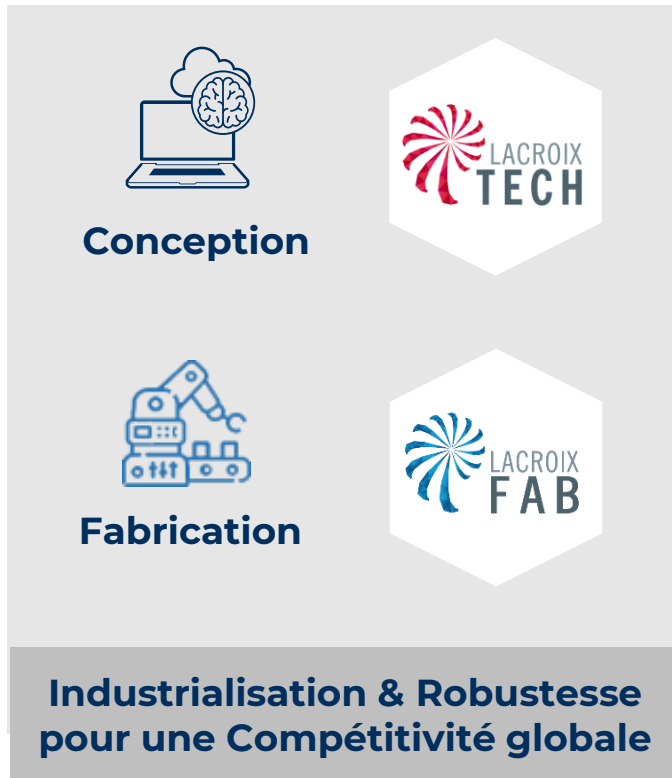 LACROIX
TECH
Conception
LACROIX
FAB
Fabrication
Industrialisation & Robustesse
pour une Compétitivité globale